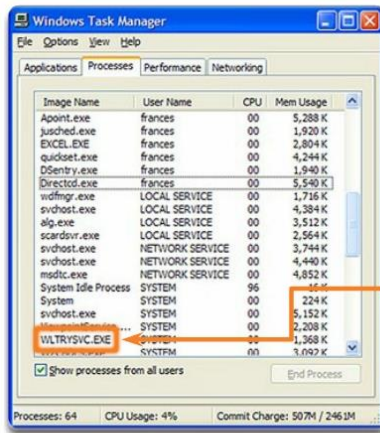 Windows Task Manager
File Options View Help
Applications Processes Performance Networking
Image Name User Name CPU Mem Usage
Apoint.exe frances 00 5,288 K
jusched.exe frances 00 1,920 K
EXCEL.EXE frances 00 2,804 K
quickset.exe frances 00 4,244 K
DSentry.exe frances 00 1,940 K
Directcd.exe frances 00 5,540 K
wdfmgr.exe LOCAL SERVICE 00 1,716 K
svchost.exe LOCAL SERVICE 00 4,384 K
alg.exe LOCAL SERVICE 00 3,512 K
scardsvr.exe LOCAL SERVICE 00 2,564 K
svchost.exe NETWORK SERVICE 00 3,744 K
svchost.exe NETWORK SERVICE 00 4,440 K
msdtc.exe NETWORK SERVICE 00 4,852 K
System Idle Process SYSTEM 96 16 K
System SYSTEM 00 224 K
svchost.exe SYSTEM 00 5,152 K
SYSTEM 00 2,208 K
WLTRYSVC.EXE SYSTEM 00 1,368 K
SYSTEM 00 3,092 K
Show processes from all users End Process
Processes: 64 CPU Usage: 4% Commit Charge: 507M / 2461M